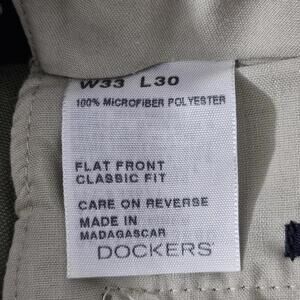 W33 L30
100% MICROFIBER POLYESTER
FLAT FRONT
CLASSIC FIT
CARE ON REVERSE
MADE IN
MADAGASCAR
DOCKERS